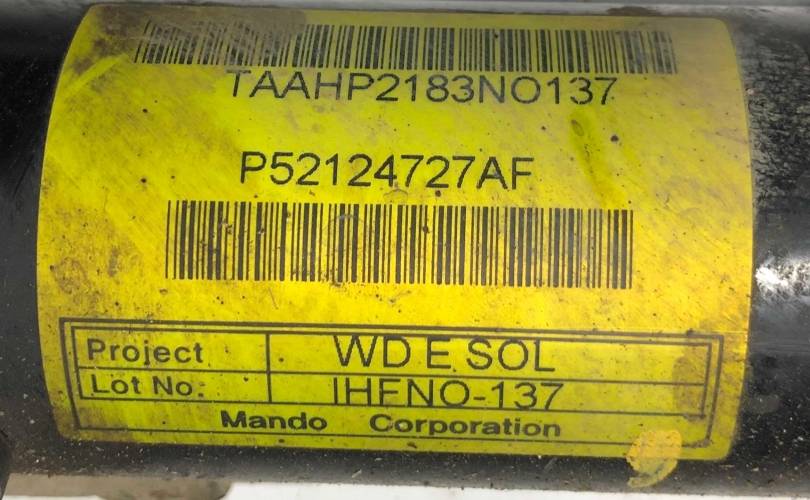 TAAHP2183NO137
P52124727AF
Project WD E SOL
Lot No. IHFNO-137
Mando Corporation